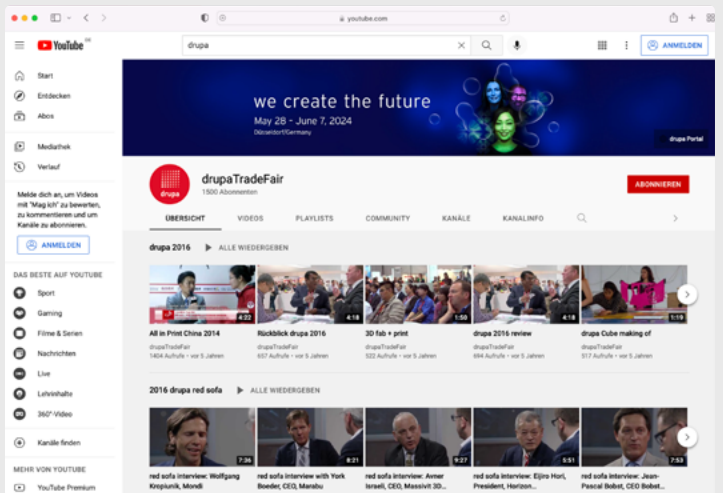 youtube.com
YouTube DE
drupa
ANMELDEN
Start
Entdecken
Abos
Mediathek
Verlauf
Melde dich an, um Videos
mit "Mag ich" zu bewerten,
zu kommentieren und um
Kanäle zu abonnieren.
ANMELDEN
DAS BESTE AUF YOUTUBE
Sport
Gaming
Filme & Serien
Nachrichten
Live
Lehrinhalte
360°-Video
Kanäle finden
MEHR VON YOUTUBE
YouTube Premium
we create the future
May 28 – June 7, 2024
Düsseldorf/Germany
drupa Portal
drupa
drupaTradeFair
1500 Abonnenten
ABONNIEREN
ÜBERSICHT VIDEOS PLAYLISTS COMMUNITY KANÄLE KANALINFO
drupa 2016 ALLE WIEDERGEBEN
4:22 4:18 1:50 4:18 1:19
All in Print China 2014 Rückblick drupa 2016 3D fab + print drupa 2016 review drupa Cube making of
drupaTradeFair drupaTradeFair drupaTradeFair drupaTradeFair drupaTradeFair
1404 Aufrufe • vor 5 Jahren 657 Aufrufe • vor 5 Jahren 522 Aufrufe • vor 5 Jahren 694 Aufrufe • vor 5 Jahren 517 Aufrufe • vor 5 Jahren
2016 drupa red sofa ALLE WIEDERGEBEN
7:36 8:21 9:27 5:51 7:53
red sofa interview: Wolfgang red sofa interview with York red sofa interview: Avner red sofa interview: Eijiro Hori, red sofa interview: Jean-
Kropiunik, Mondi Boeder, CEO, Marabu Israeli, CEO, Massivit 3D... President, Horizon... Pascal Bobst, CEO Bobst...